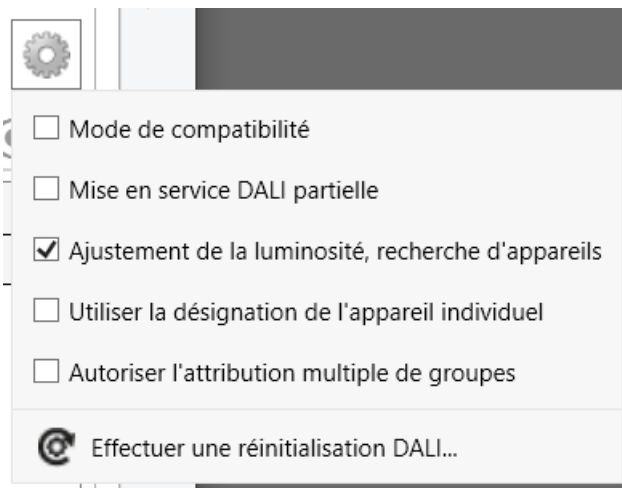 Mode de compatibilité
Mise en service DALI partielle
Ajustement de la luminosité, recherche d'appareils
Utiliser la désignation de l'appareil individuel
Autoriser l'attribution multiple de groupes
Effectuer une réinitialisation DALI...